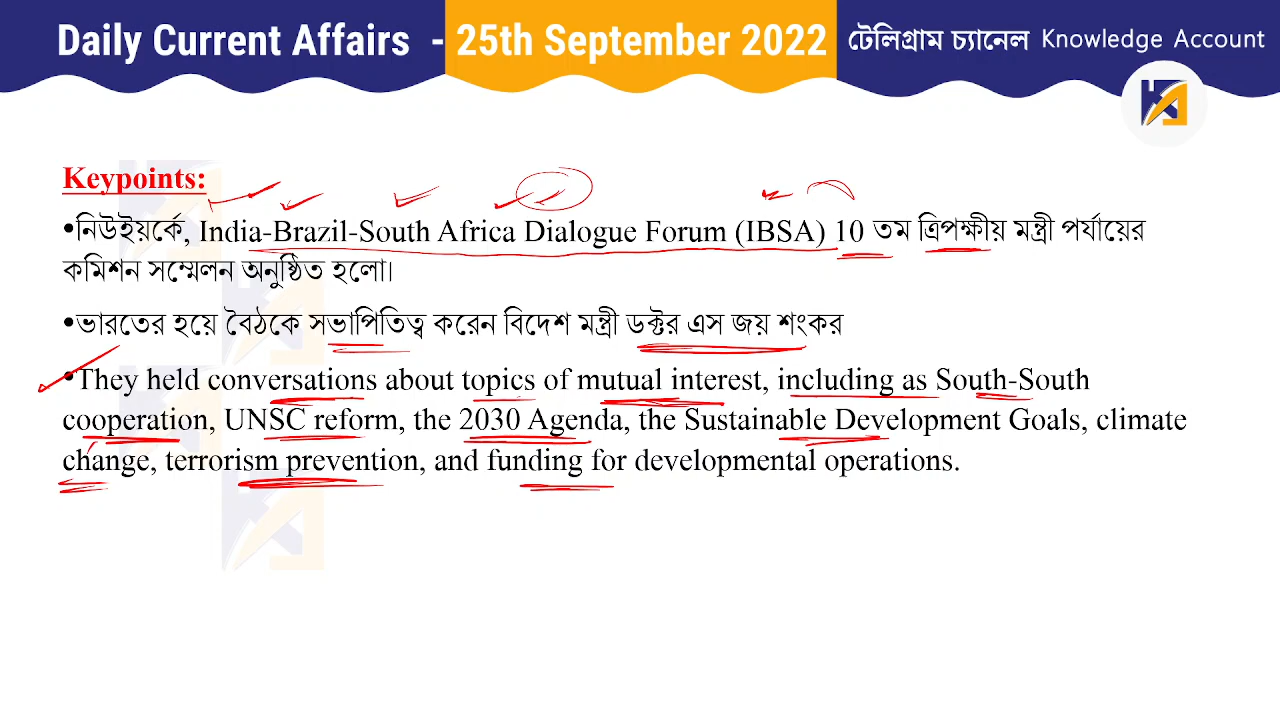 Daily Current Affairs - 25th September 2022 টেলিগ্রাম চ্যানেল Knowledge Account
Keypoints:
•নিউইয়র্কে, India-Brazil-South Africa Dialogue Forum (IBSA) 10 তম ত্রিপক্ষীয় মন্ত্রী পর্যায়ের
কমিশন সম্মেলন অনুষ্ঠিত হলো।
•ভারতের হয়ে বৈঠকে সভাপিতিত্ব করেন বিদেশ মন্ত্রী ডক্টর এস জয় শংকর
•They held conversations about topics of mutual interest, including as South-South
cooperation, UNSC reform, the 2030 Agenda, the Sustainable Development Goals, climate
change, terrorism prevention, and funding for developmental operations.